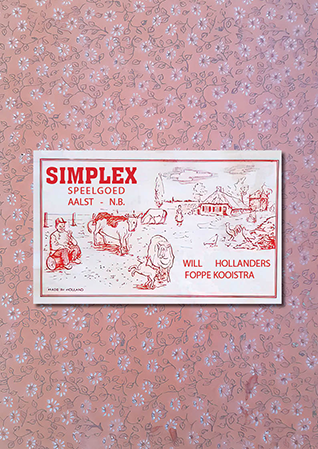 SIMPLEX
SPEELGOED
AALST - N.B.
WILL HOLLANDERS
FOPPE KOOISTRA
MADE IN HOLLAND